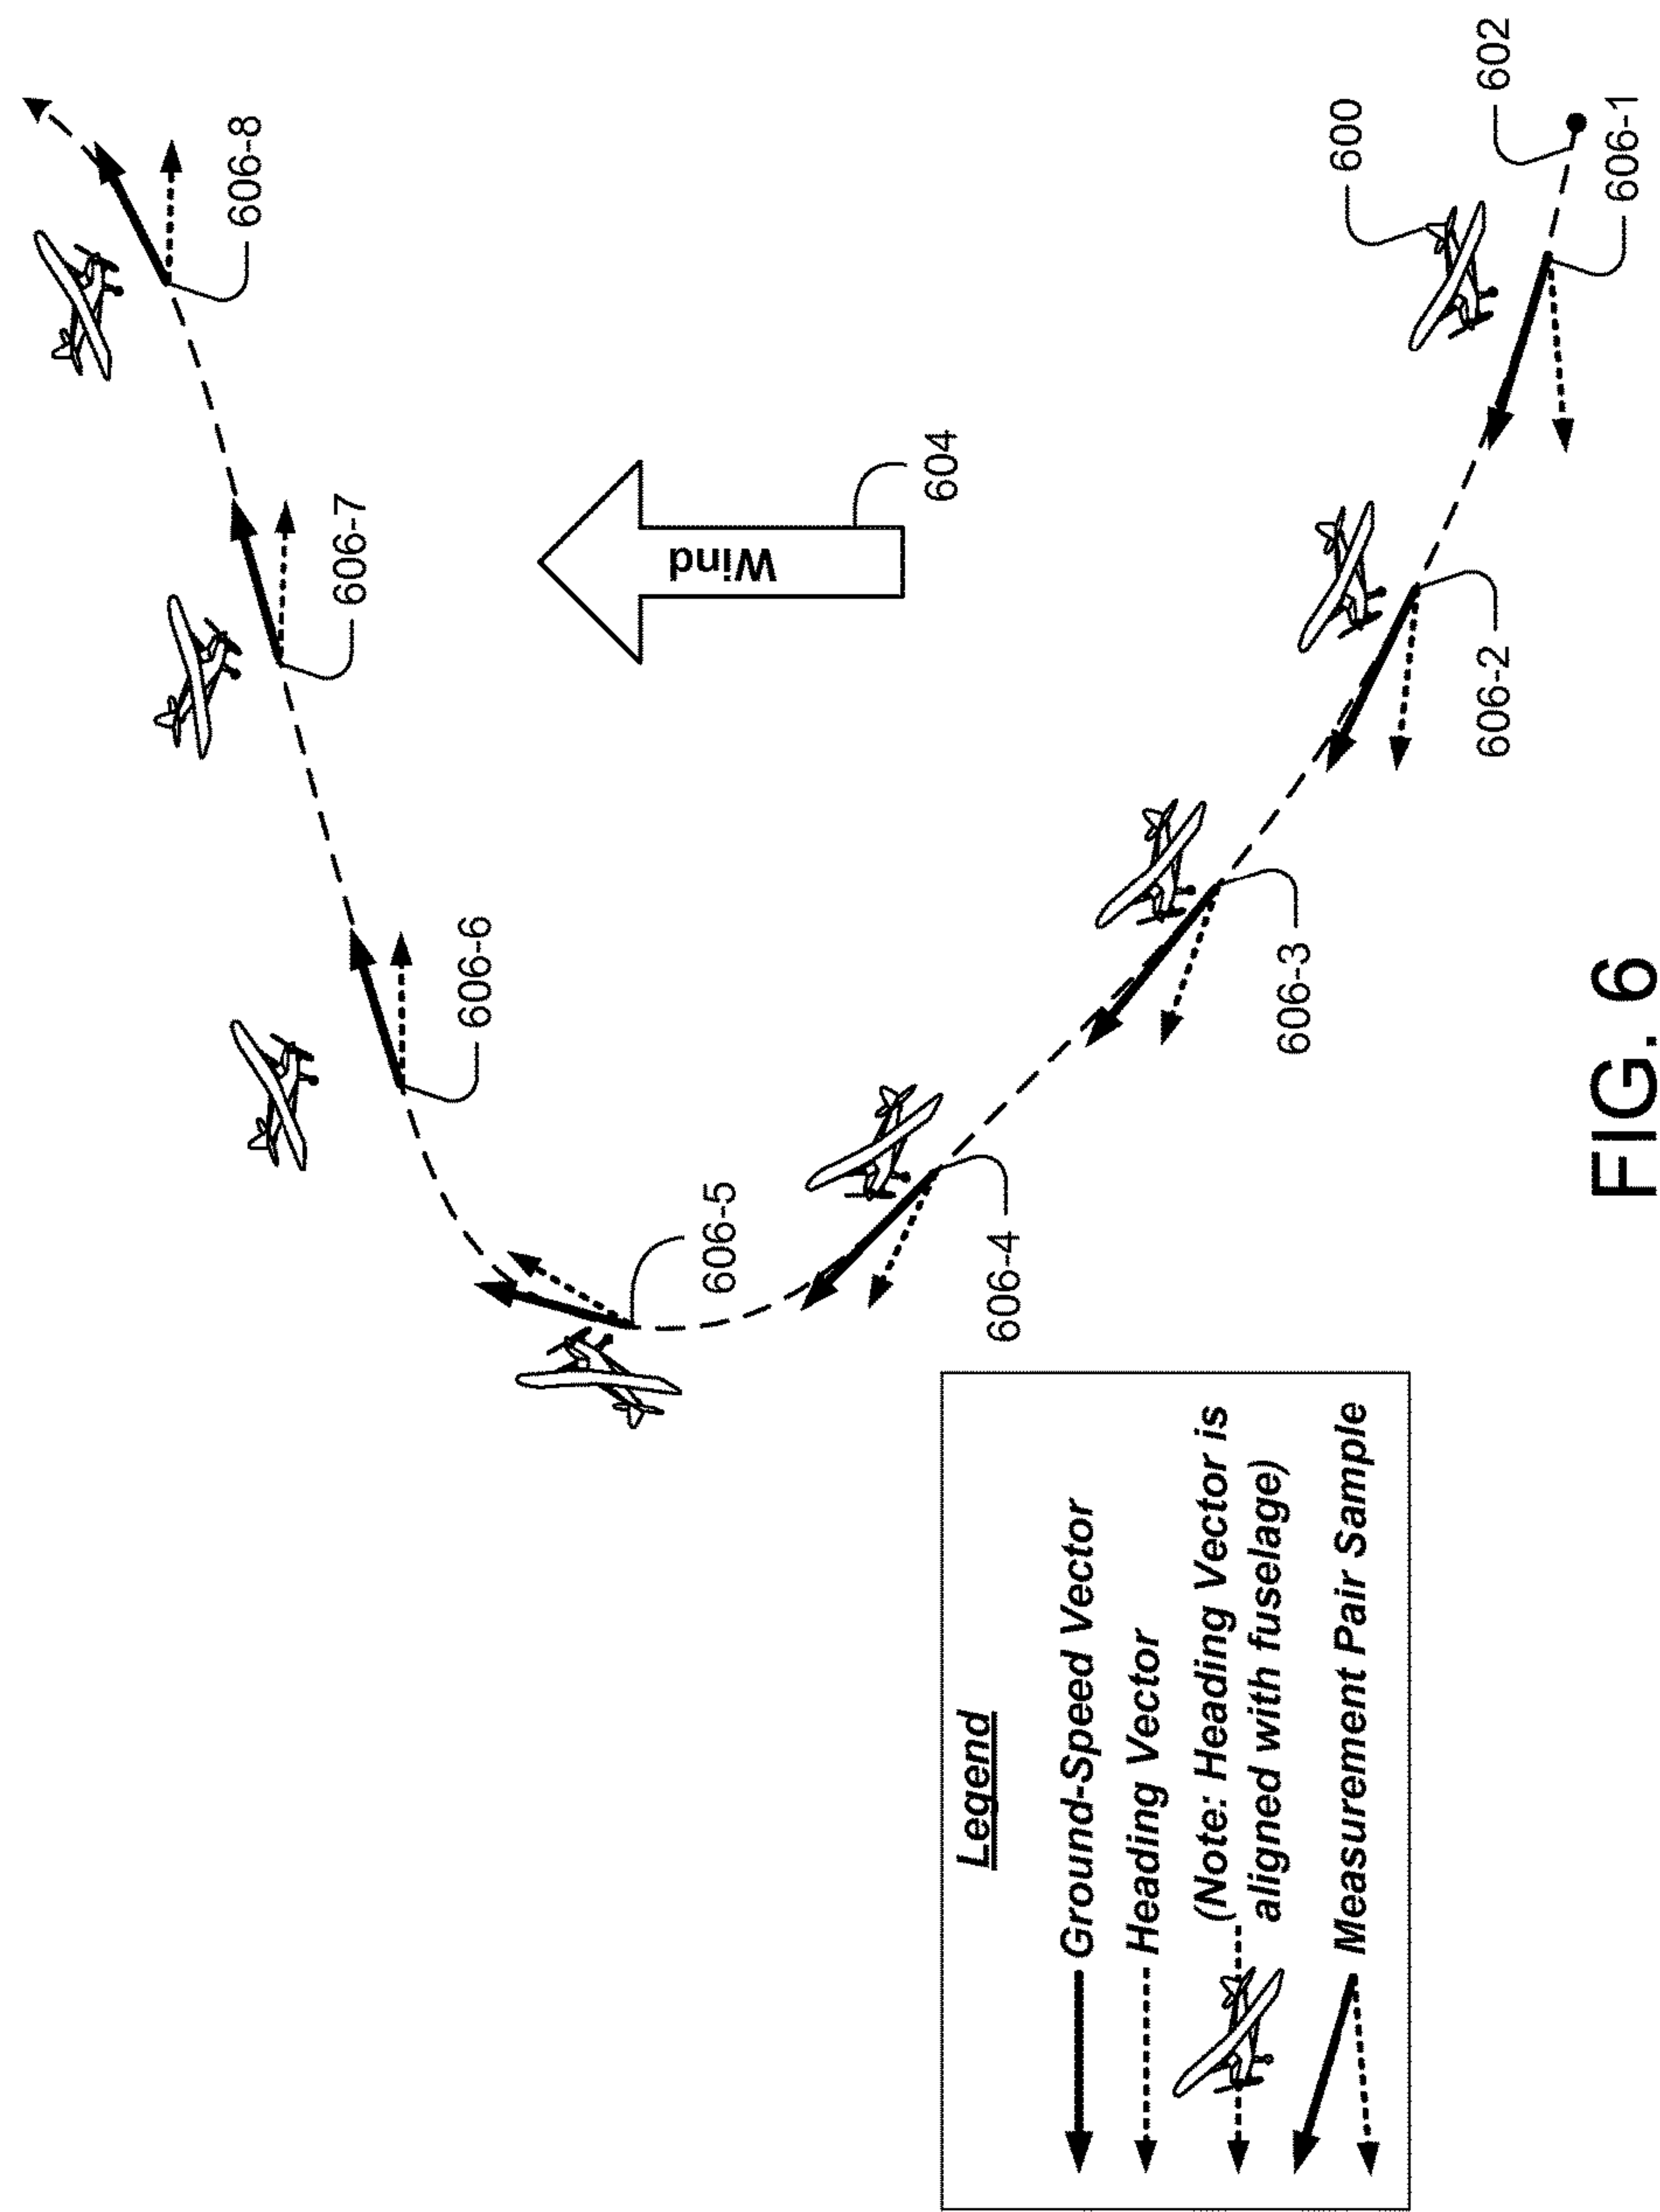 606-8
606-7
606-6
606-5
606-4
606-3
606-2
606-1
600
602
Wind
604
Legend
Ground-Speed Vector
Heading Vector
(Note: Heading Vector is
aligned with fuselage)
Measurement Pair Sample
FIG. 6